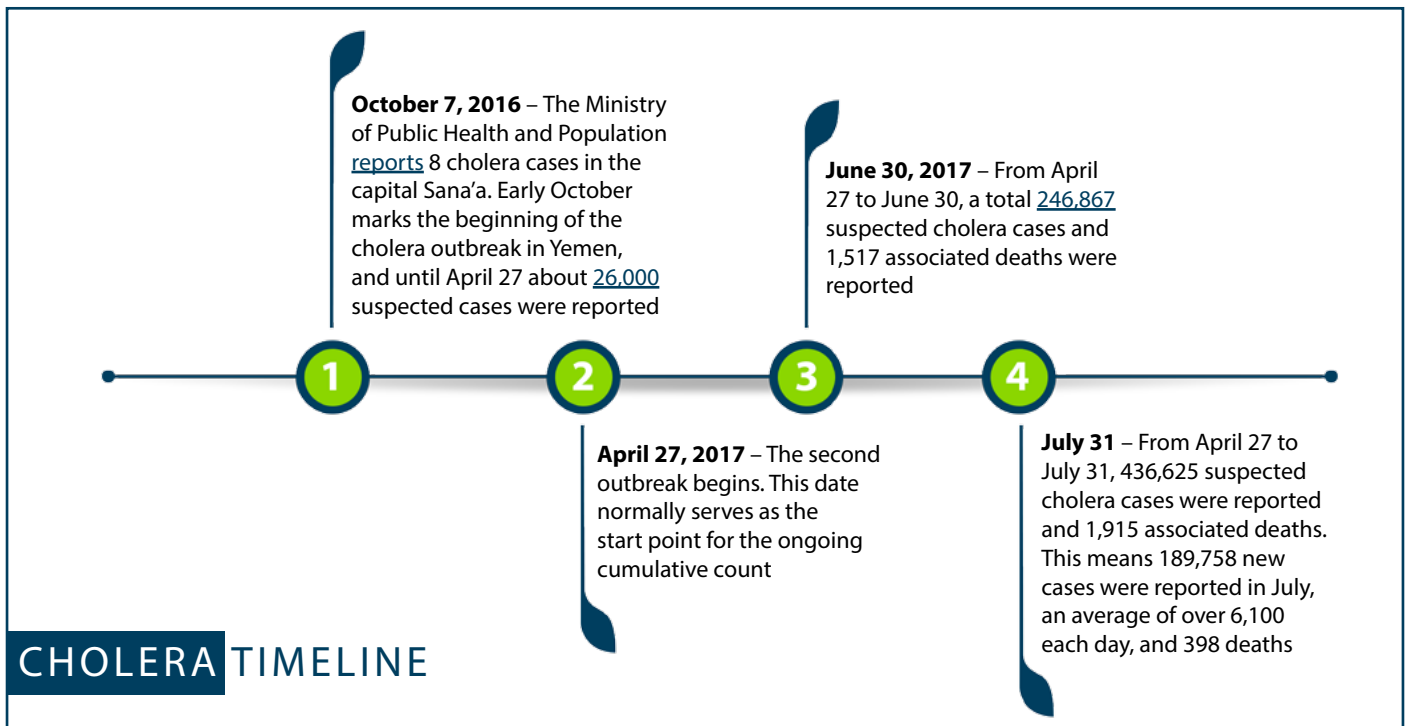 October 7, 2016 – The Ministry
of Public Health and Population
reports 8 cholera cases in the
capital Sana’a. Early October
marks the beginning of the
cholera outbreak in Yemen,
and until April 27 about 26,000
suspected cases were reported
June 30, 2017 – From April
27 to June 30, a total 246,867
suspected cholera cases and
1,517 associated deaths were
reported
1
2
3
4
April 27, 2017 – The second
outbreak begins. This date
normally serves as the
start point for the ongoing
cumulative count
July 31 – From April 27 to
July 31, 436,625 suspected
cholera cases were reported
and 1,915 associated deaths.
This means 189,758 new
cases were reported in July,
an average of over 6,100
each day, and 398 deaths
CHOLERA TIMELINE